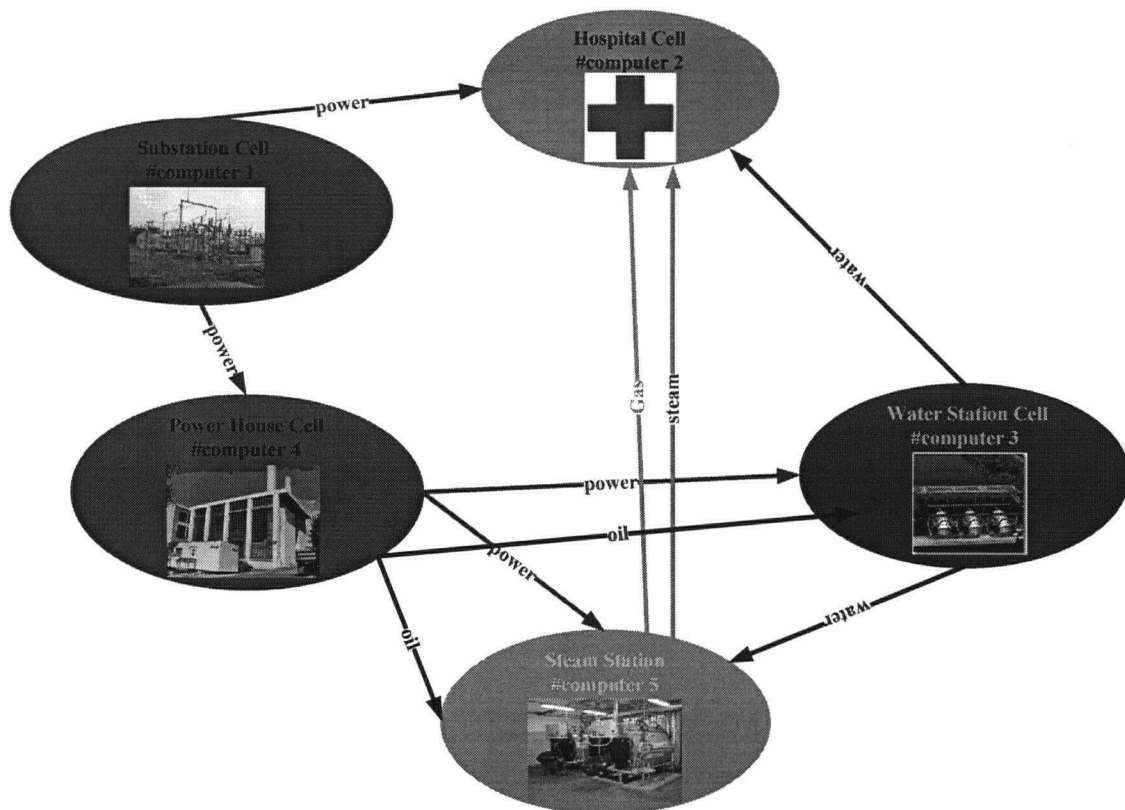 Hospital Cell
#computer 2
power
Substation Cell
#computer 1
water
power
Gas
steam
Power House Cell
#computer 4
Water Station Cell
#computer 3
power
oil
power
oil
water
Steam Station
#computer 5